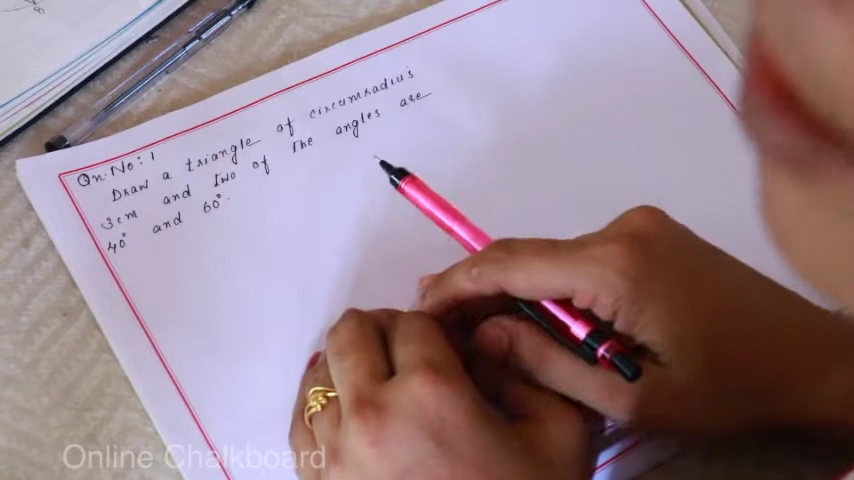 Qn. No: 1
Draw a triangle of circumradius
3cm and two of the angles are
40° and 60°.
Online Chalkboard